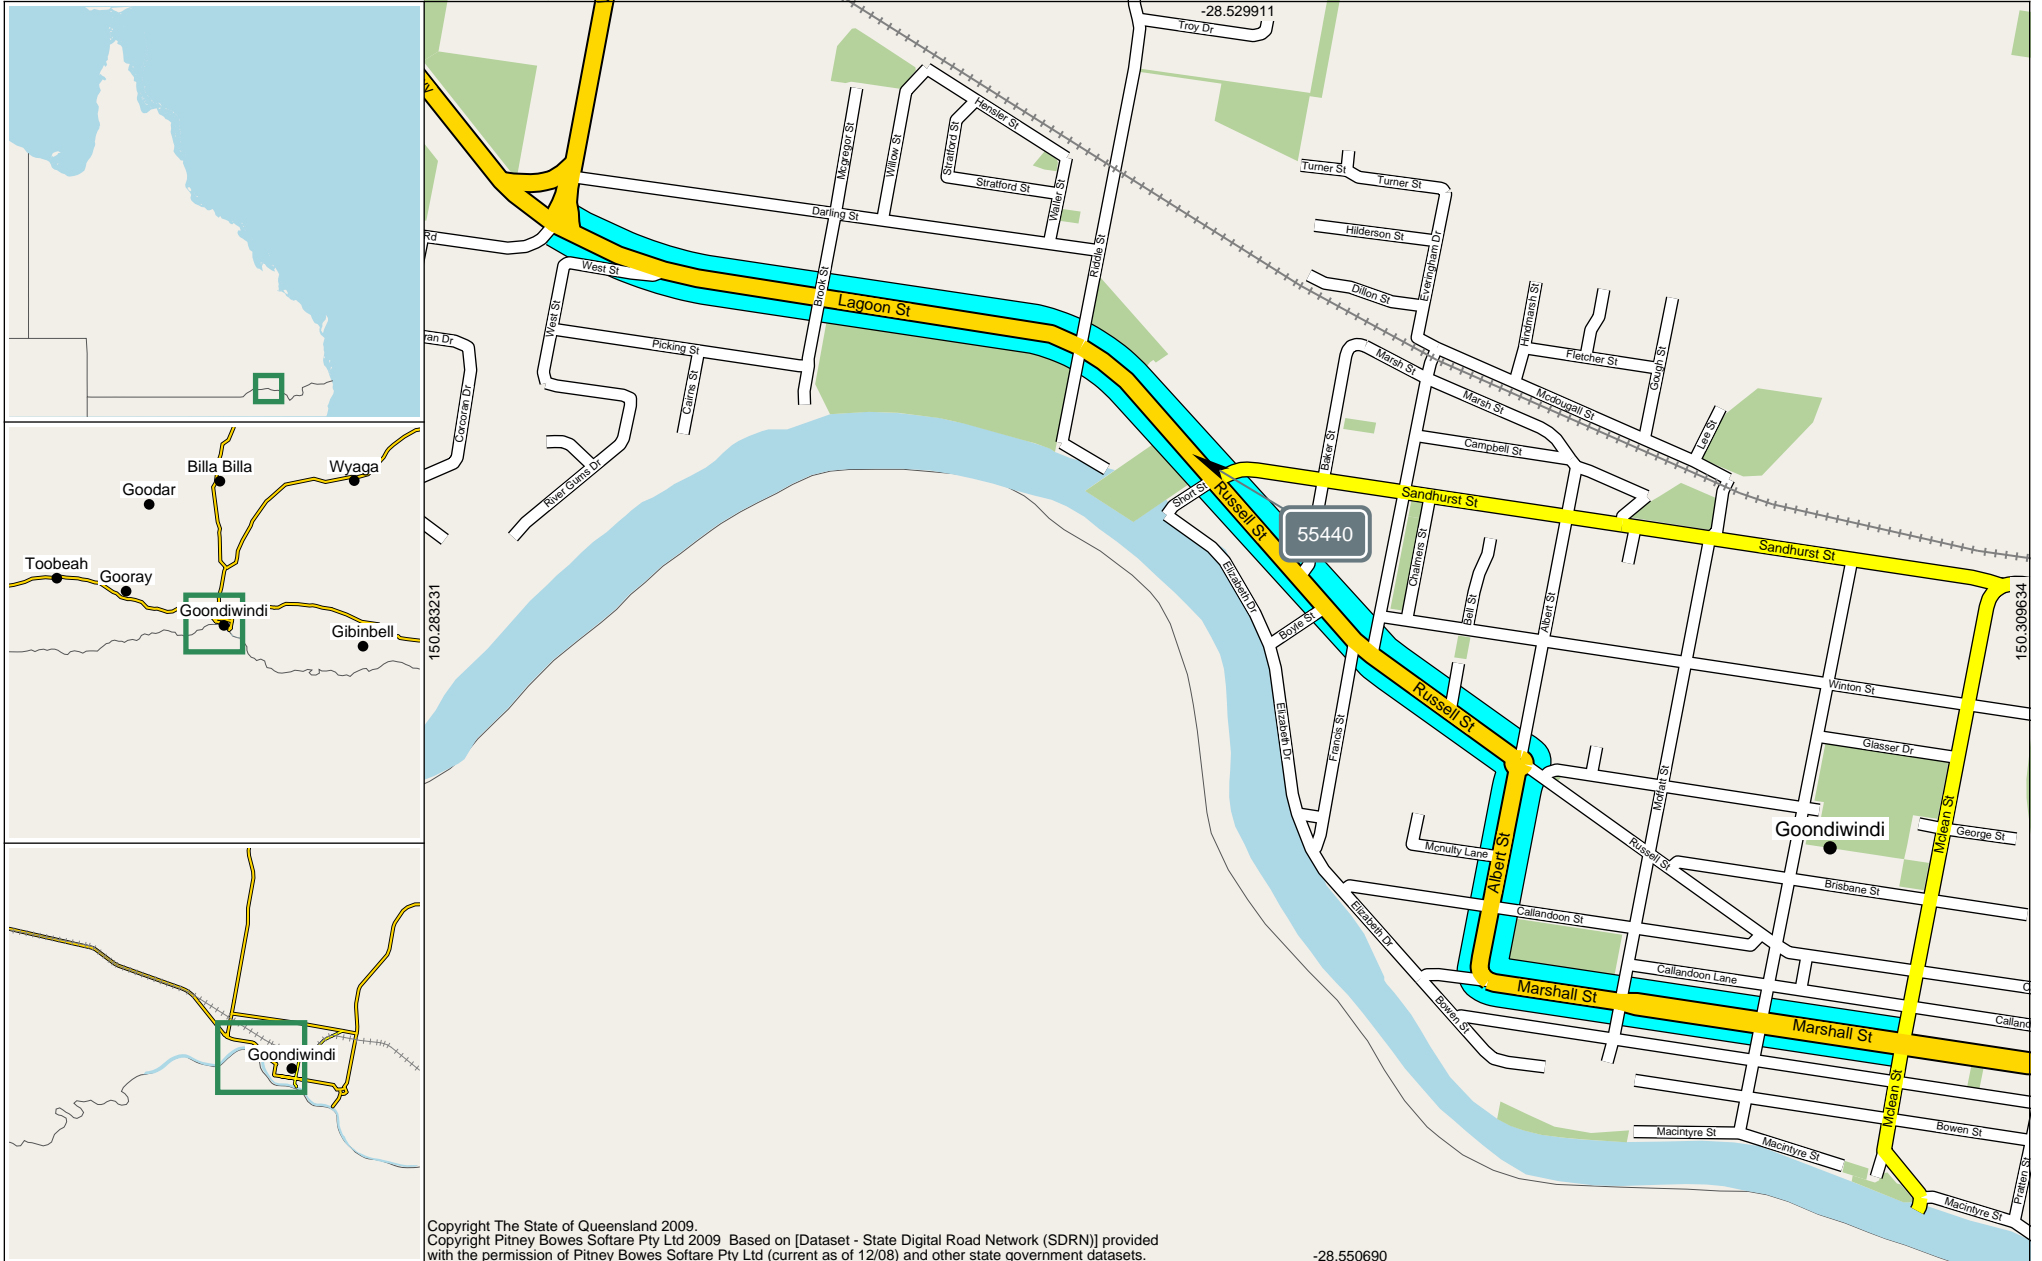 Billa Billa
Wyaga
Goodar
Toobeah
Gooray
Goondiwindi
Gibinbell
Goondiwindi
-28.529911
Troy Dr
Hensler St
Mcgregor St
Willow St
Stratford St
Stratford St
Waller St
Turner St
Turner St
Darling St
Hilderson St
Everingham Dr
Rd
Riddle St
West St
Brook St
Lagoon St
Dillon St
Hindmarsh St
West St
ran Dr
Picking St
Marsh St
Fletcher St
Gough St
Cairns St
Corcoran Dr
Marsh St
Mcdougall St
Lee St
Baker St
Campbell St
River Gums Dr
Short St
Sandhurst St
Russell St
55440
Sandhurst St
Chalmers St
Elizabeth Dr
Bell St
Albert St
150.283231
150.309634
Boyle St
Winton St
Russell St
Elizabeth Dr
Francis St
Glasser Dr
Moffatt St
Mclean St
Goondiwindi
George St
Mcnulty Lane
Russell St
Albert St
Brisbane St
Callandoon St
Elizabeth Dr
Callandoon Lane
C
Marshall St
Bowen St
Calland
Marshall St
Mclean St
Bowen St
Macintyre St
Macintyre St
Pratten St
Macintyre St
Copyright The State of Queensland 2009.
Copyright Pitney Bowes Softare Pty Ltd 2009  Based on [Dataset - State Digital Road Network (SDRN)] provided
with the permission of Pitney Bowes Softare Pty Ltd (current as of 12/08) and other state government datasets.
-28.550690